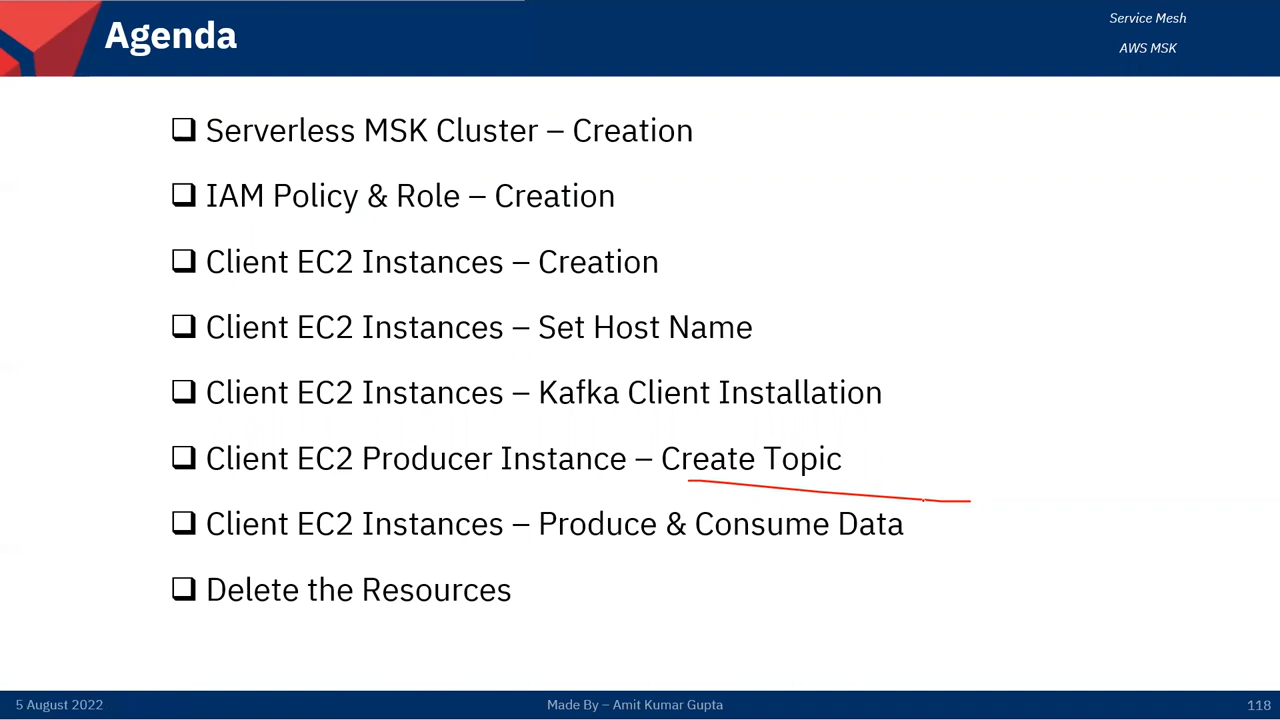 Agenda
Service Mesh
AWS MSK
Serverless MSK Cluster – Creation
IAM Policy & Role – Creation
Client EC2 Instances – Creation
Client EC2 Instances – Set Host Name
Client EC2 Instances – Kafka Client Installation
Client EC2 Producer Instance – Create Topic
Client EC2 Instances – Produce & Consume Data
Delete the Resources
5 August 2022
Made By – Amit Kumar Gupta
118